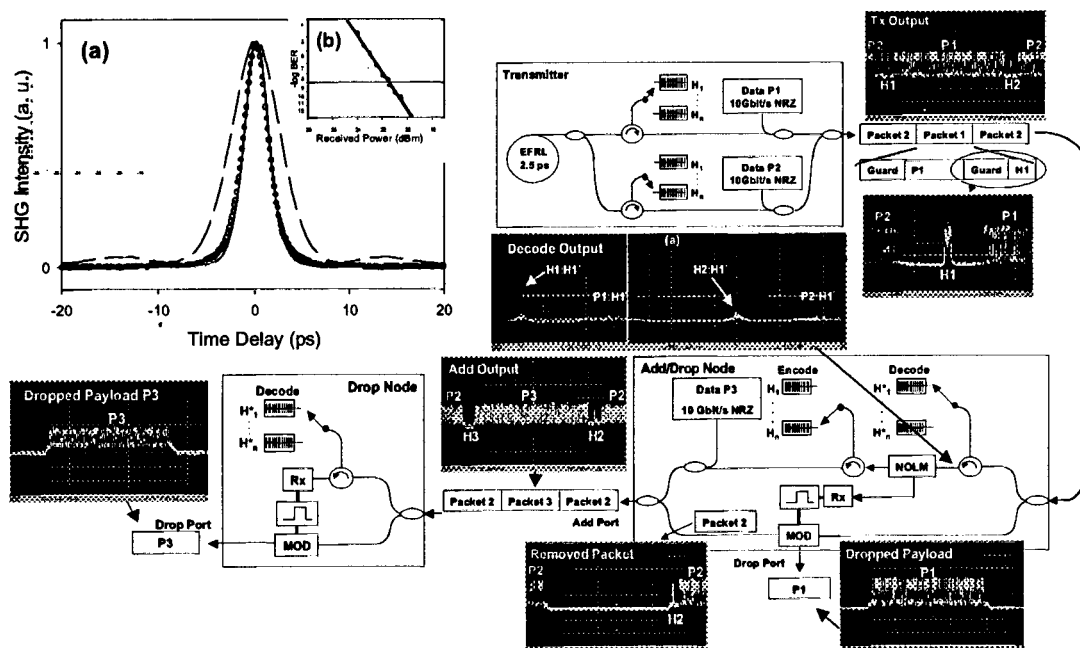 (a)
(b)
1
0
SHG Intensity (a. u.)
-20
-10
0
10
20
Time Delay (ps)
-log BER
Received Power (dBm)
Transmitter
EFRL
2.5 ps
H1
Hn
Data P1
10Gbit/s NRZ
H1
Hn
Data P2
10Gbit/s NRZ
Tx Output
P2 P1 P2
H1 H2
Packet 2 Packet 1 Packet 2
Guard P1 Guard H1
P2 P1
H1
Decode Output
(a)
H1:H1*
P1:H1*
H2:H1*
P2:H1*
Add/Drop Node
Data P3
10 Gbit/s NRZ
Encode
H1
Hn
Decode
H*1
H*n
NOLM
Rx
MOD
Add Port
Packet 2
Drop Port
P1
Dropped Payload
P1
Removed Packet
P2 P2
H2
Add Output
P2 P3 P2
H3 H2
Packet 2 Packet 3 Packet 2
Drop Node
Decode
H*1
H*n
Rx
MOD
Drop Port
P3
Dropped Payload P3
P3